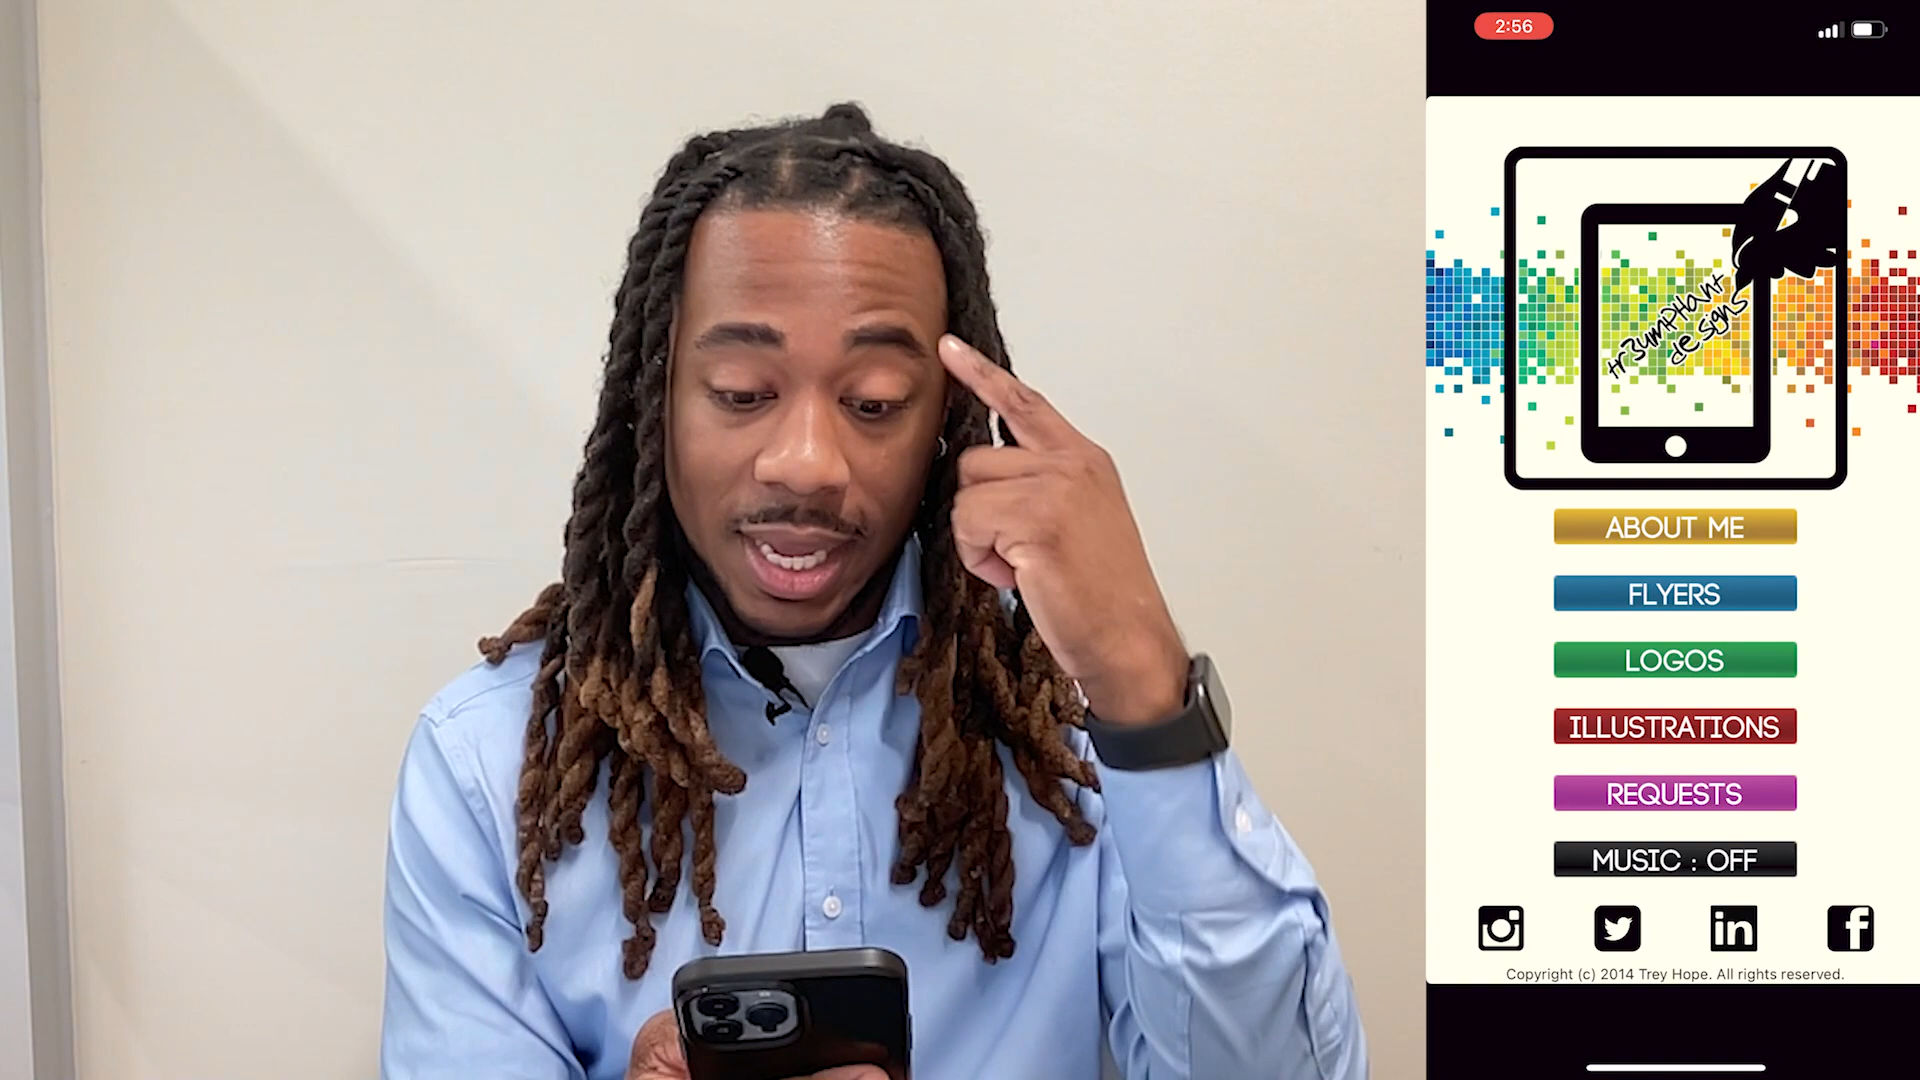 2:56
tr3umPHant
designs
ABOUT ME
FLYERS
LOGOS
ILLUSTRATIONS
REQUESTS
MUSIC : OFF
in
f
Copyright (c) 2014 Trey Hope. All rights reserved.